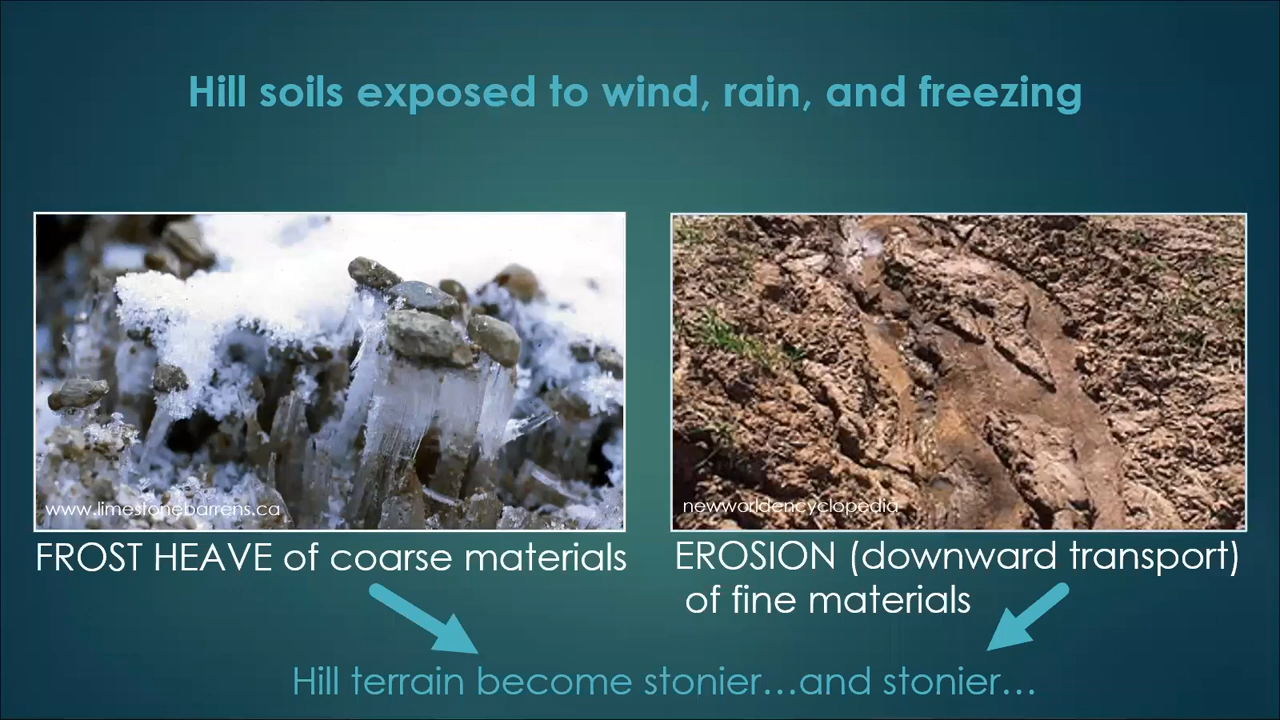 Hill soils exposed to wind, rain, and freezing
www.limestonebarrens.ca
newworldencyclopedia
FROST HEAVE of coarse materials
EROSION (downward transport)
of fine materials
Hill terrain become stonier...and stonier...